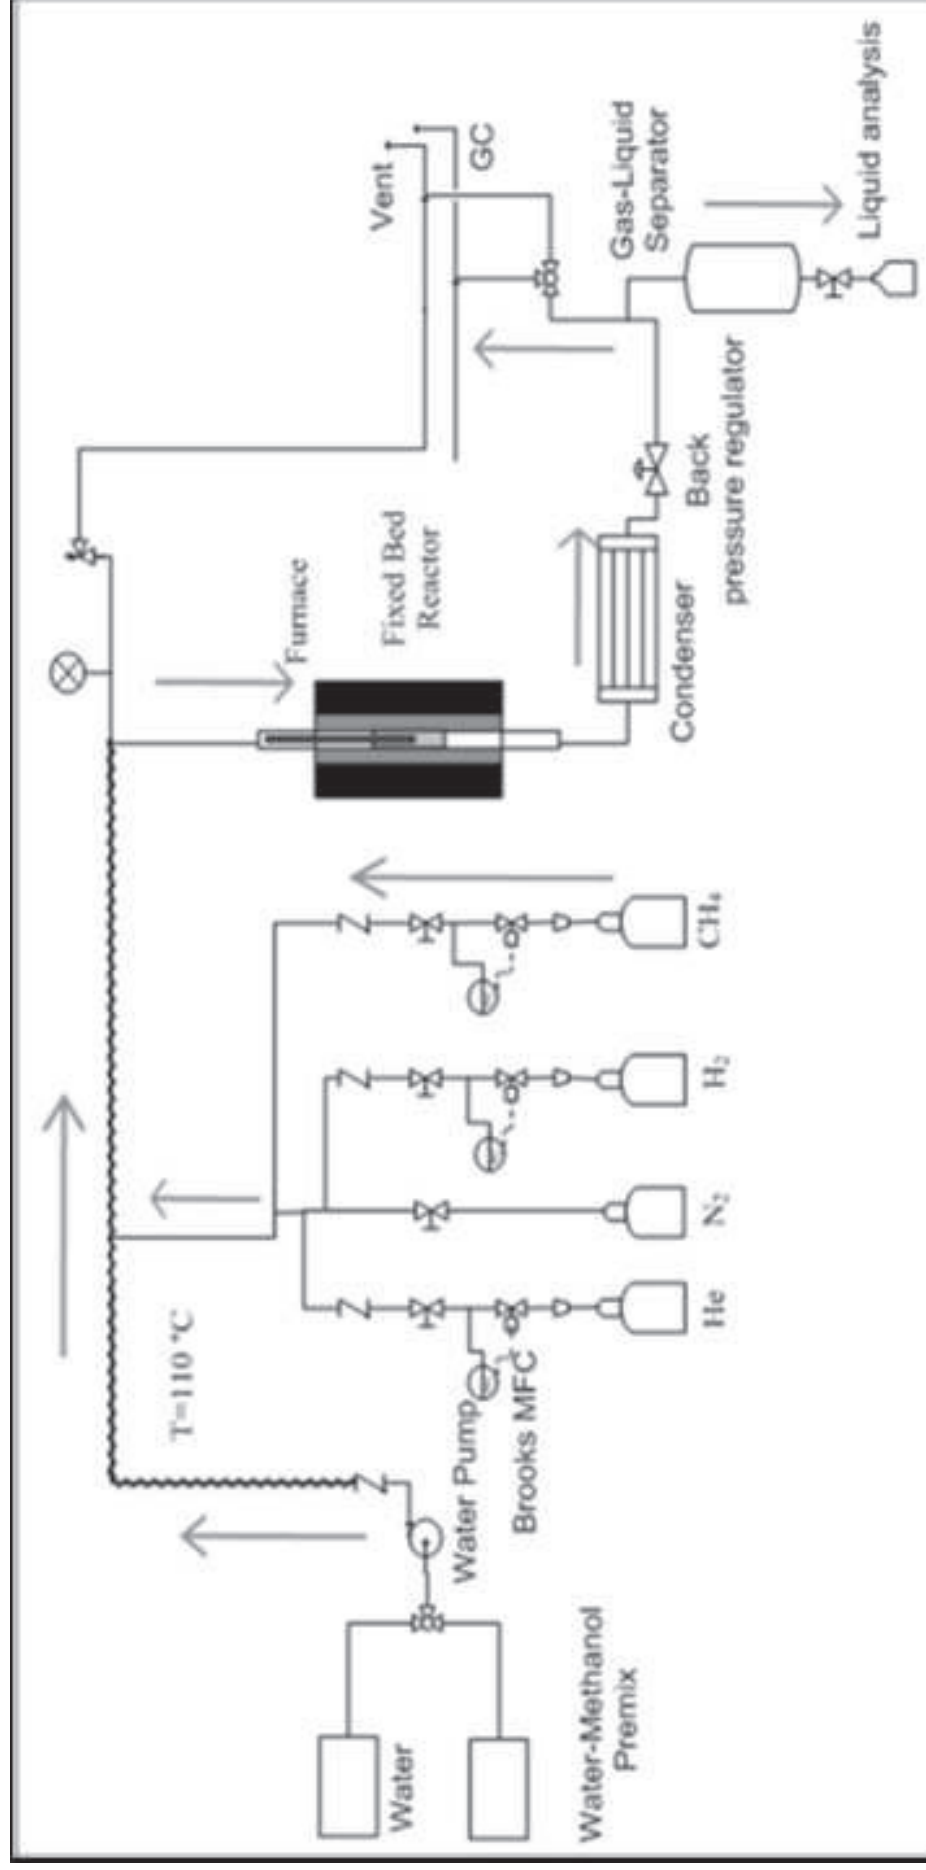 Water
Water-Methanol
Premix
Water Pump
Brooks MFC
T=110 °C
He
N₂
H₂
CH₄
Furnace
Fixed Bed
Reactor
Condenser
Back
pressure regulator
Vent
GC
Gas-Liquid
Separator
Liquid analysis